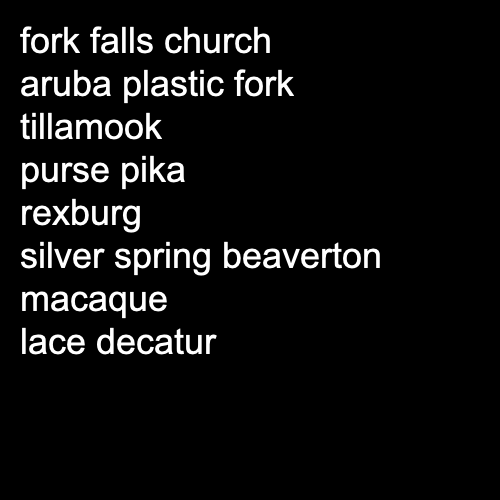 fork falls church
aruba plastic fork
tillamook
purse pika
rexburg
silver spring beaverton
macaque
lace decatur